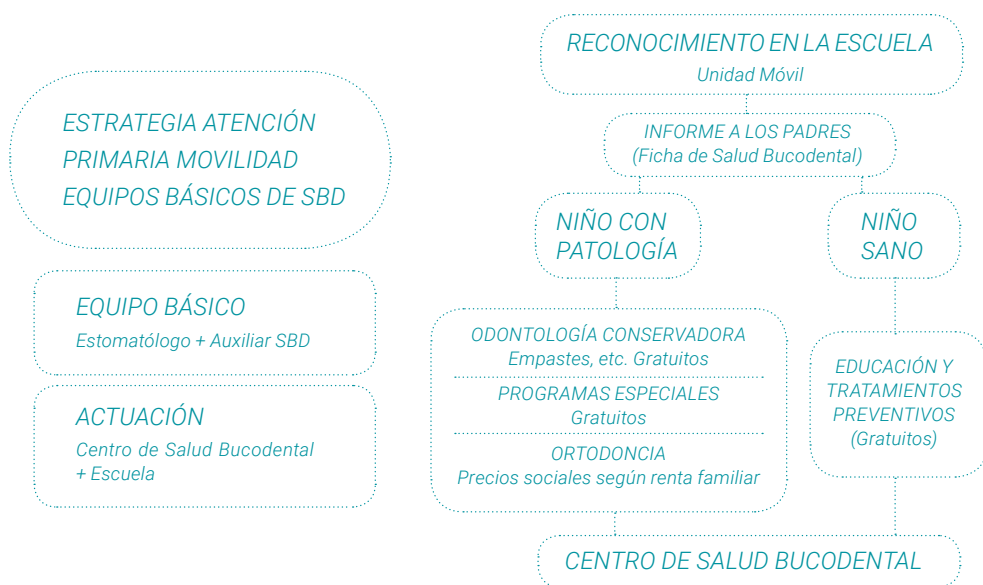 ESTRATEGIA ATENCIÓN
PRIMARIA MOVILIDAD
EQUIPOS BÁSICOS DE SBD
EQUIPO BÁSICO
Estomatólogo + Auxiliar SBD
ACTUACIÓN
Centro de Salud Bucodental
+ Escuela
RECONOCIMIENTO EN LA ESCUELA
Unidad Móvil
INFORME A LOS PADRES
(Ficha de Salud Bucodental)
NIÑO CON
PATOLOGÍA
NIÑO
SANO
ODONTOLOGÍA CONSERVADORA
Empastes, etc. Gratuitos
PROGRAMAS ESPECIALES
Gratuitos
ORTODONCIA
Precios sociales según renta familiar
EDUCACIÓN Y
TRATAMIENTOS
PREVENTIVOS
(Gratuitos)
CENTRO DE SALUD BUCODENTAL